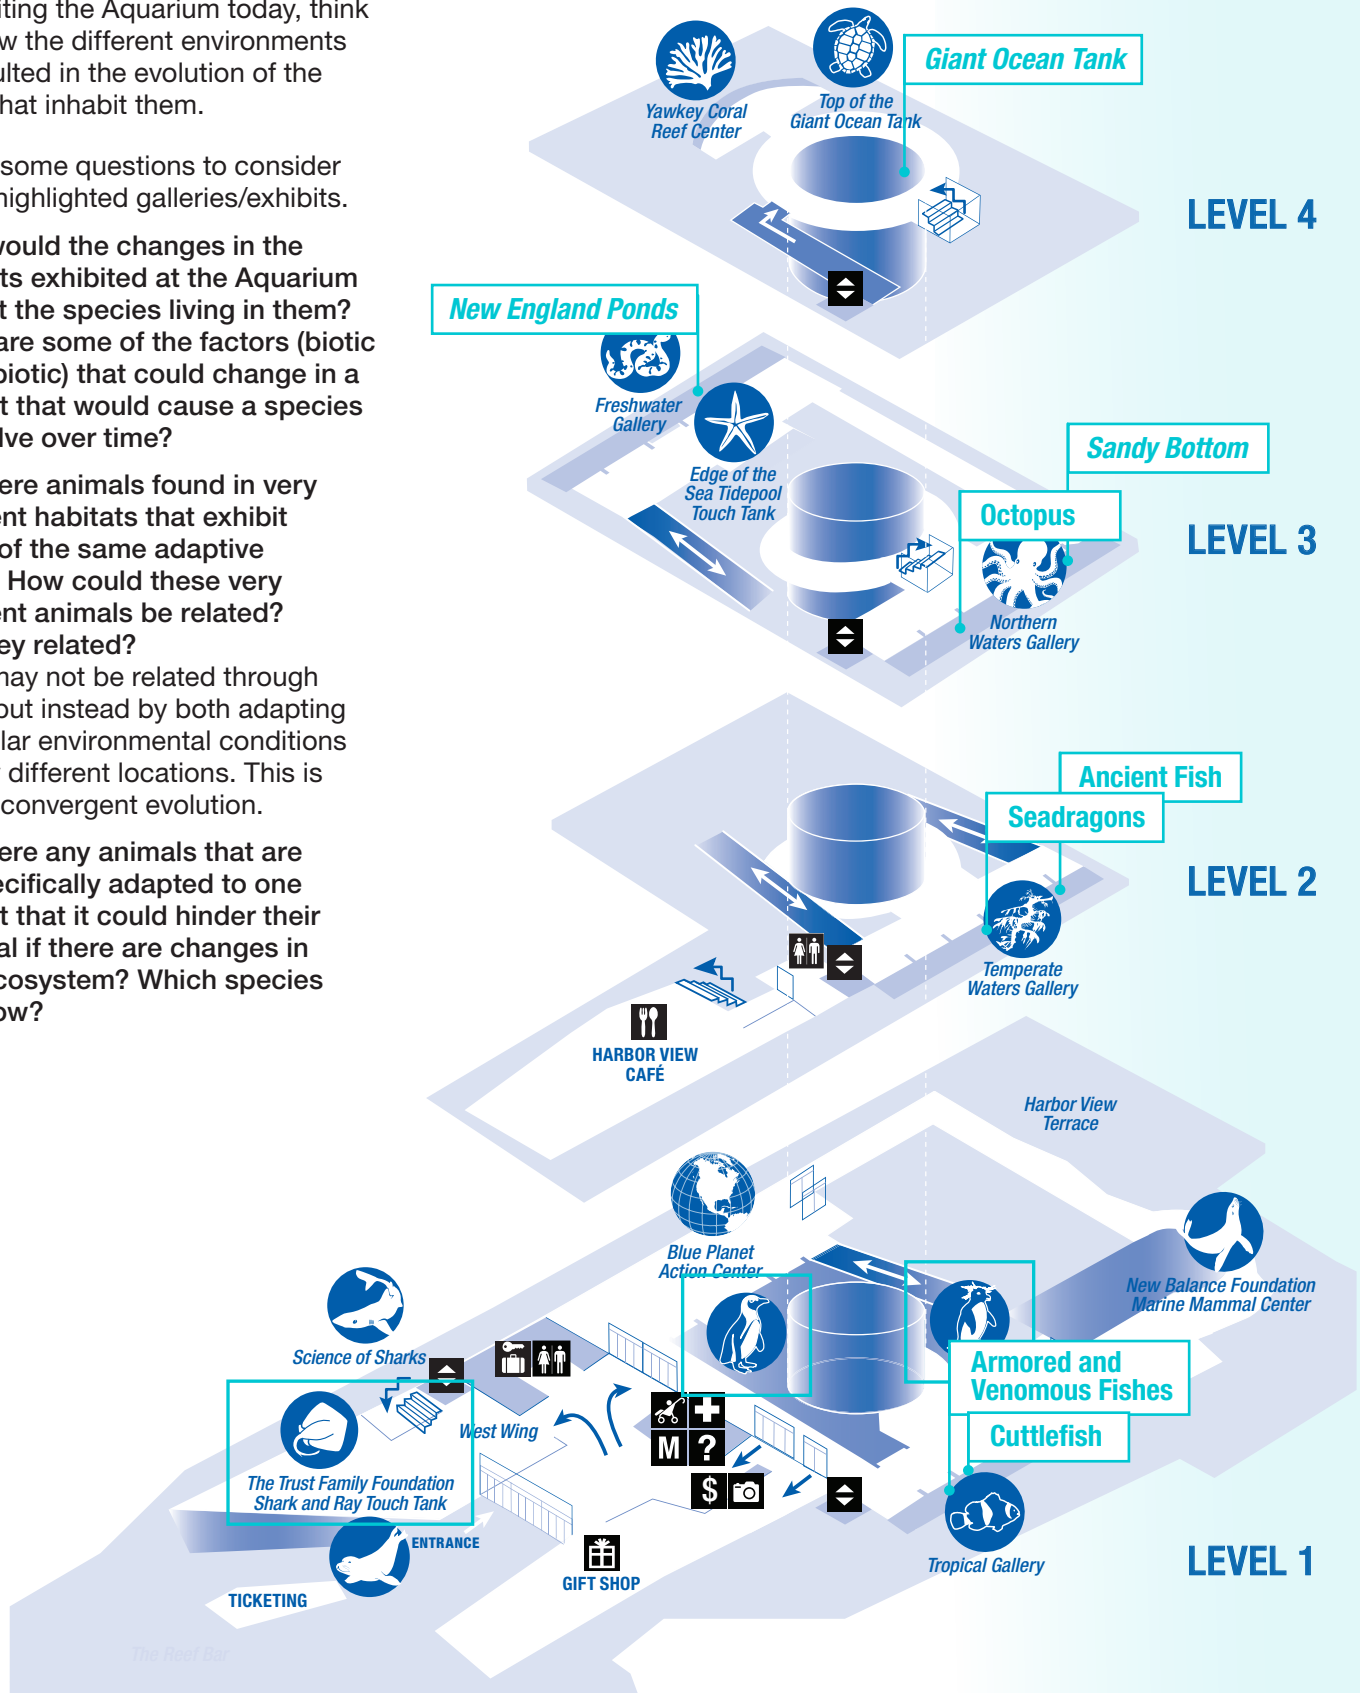 iting the Aquarium today, think
w the different environments
ulted in the evolution of the
hat inhabit them.
some questions to consider
highlighted galleries/exhibits.
would the changes in the
ts exhibited at the Aquarium
t the species living in them?
are some of the factors (biotic
biotic) that could change in a
t that would cause a species
lve over time?
ere animals found in very
ent habitats that exhibit
of the same adaptive
. How could these very
ent animals be related?
ey related?
may not be related through
but instead by both adapting
lar environmental conditions
different locations. This is
convergent evolution.
ere any animals that are
ecifically adapted to one
t that it could hinder their
al if there are changes in
cosystem? Which species
ow?
Giant Ocean Tank
Yawkey Coral
Reef Center
Top of the
Giant Ocean Tank
LEVEL 4
New England Ponds
Freshwater
Gallery
Edge of the
Sea Tidepool
Touch Tank
Sandy Bottom
Octopus
Northern
Waters Gallery
LEVEL 3
Ancient Fish
Seadragons
Temperate
Waters Gallery
LEVEL 2
HARBOR VIEW
CAFÉ
Harbor View
Terrace
Blue Planet
Action Center
New Balance Foundation
Marine Mammal Center
Science of Sharks
West Wing
The Trust Family Foundation
Shark and Ray Touch Tank
M ?
$
Armored and
Venomous Fishes
Cuttlefish
Tropical Gallery
ENTRANCE
GIFT SHOP
TICKETING
LEVEL 1
The Reef Bar